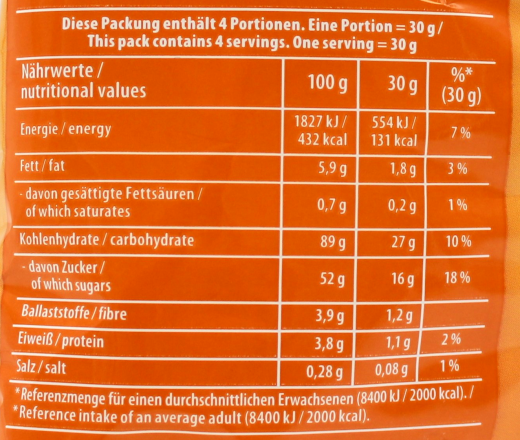 Diese Packung enthält 4 Portionen. Eine Portion = 30 g /
This pack contains 4 servings. One serving = 30 g
Nährwerte /
nutritional values
100 g
30 g
%*
(30 g)
Energie / energy
1827 kJ /
432 kcal
554 kJ /
131 kcal
7 %
Fett / fat
5,9 g
1,8 g
3 %
- davon gesättigte Fettsäuren /
of which saturates
0,7 g
0,2 g
1 %
Kohlenhydrate / carbohydrate
89 g
27 g
10 %
- davon Zucker /
of which sugars
52 g
16 g
18 %
Ballaststoffe / fibre
3,9 g
1,2 g
Eiweiß / protein
3,8 g
1,1 g
2 %
Salz / salt
0,28 g
0,08 g
1 %
*Referenzmenge für einen durchschnittlichen Erwachsenen (8400 kJ / 2000 kcal). /
*Reference intake of an average adult (8400 kJ / 2000 kcal).